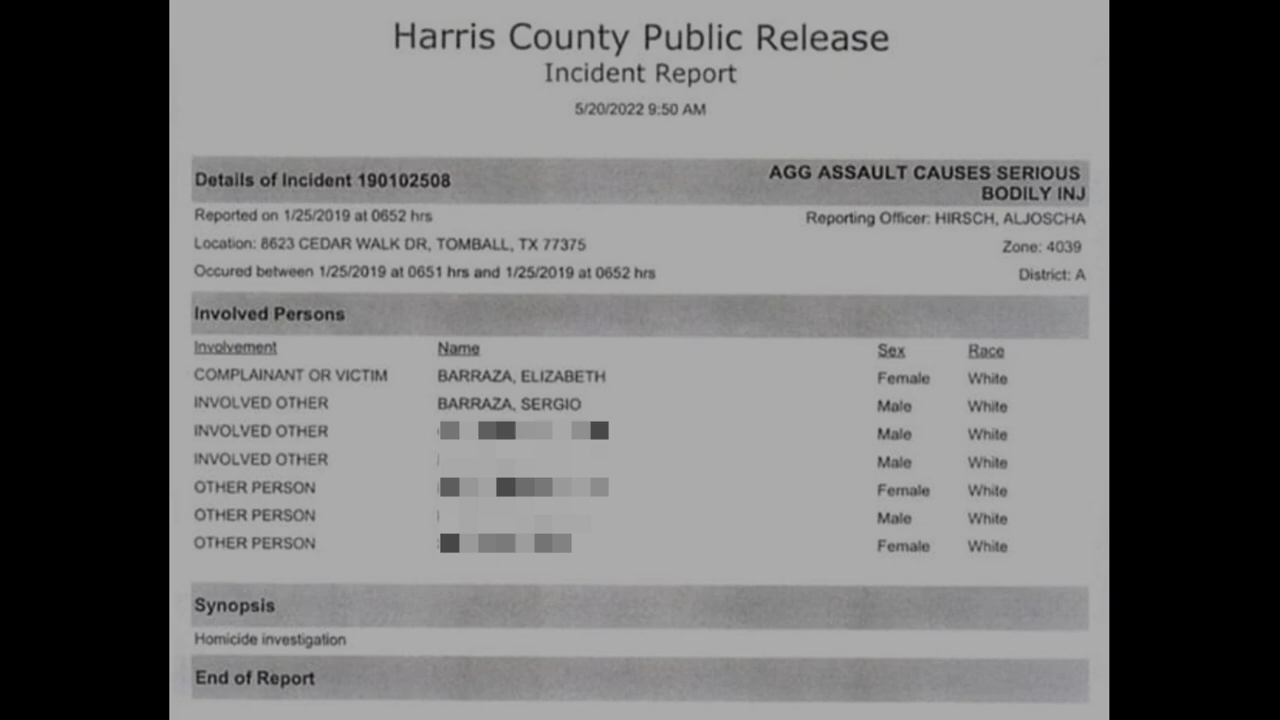 Harris County Public Release
Incident Report
5/20/2022 9:50 AM
Details of Incident 190102508
AGG ASSAULT CAUSES SERIOUS
BODILY INJ
Reported on 1/25/2019 at 0652 hrs
Reporting Officer: HIRSCH, ALJOSCHA
Location: 8623 CEDAR WALK DR, TOMBALL, TX 77375
Zone: 4039
Occured between 1/25/2019 at 0651 hrs and 1/25/2019 at 0652 hrs
District: A
Involved Persons
Involvement Name Sex Race
COMPLAINANT OR VICTIM BARRAZA, ELIZABETH Female White
INVOLVED OTHER BARRAZA, SERGIO Male White
INVOLVED OTHER Male White
INVOLVED OTHER Male White
OTHER PERSON Female White
OTHER PERSON Male White
OTHER PERSON Female White
Synopsis
Homicide investigation
End of Report